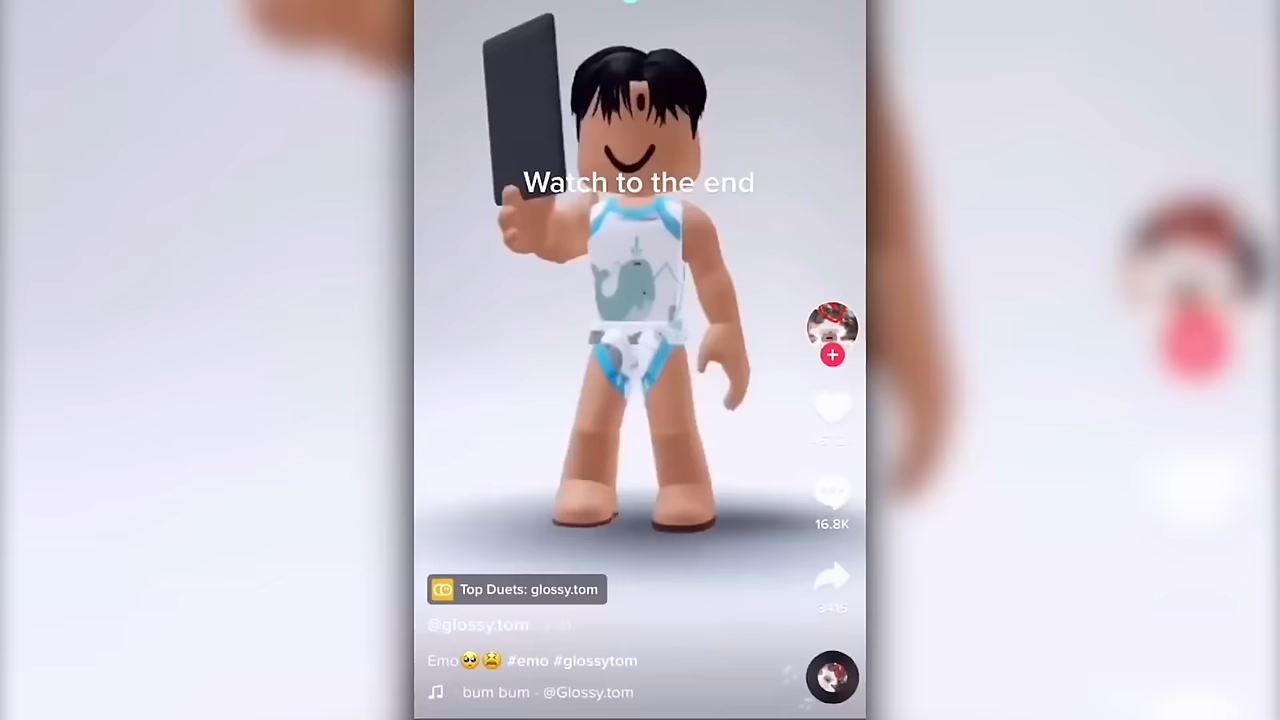 Watch to the end
16.8K
Top Duets: glossy.tom
3415
@glossy.tom
Emo🥺😫 #emo #glossytom
bum bum - @Glossy.tom